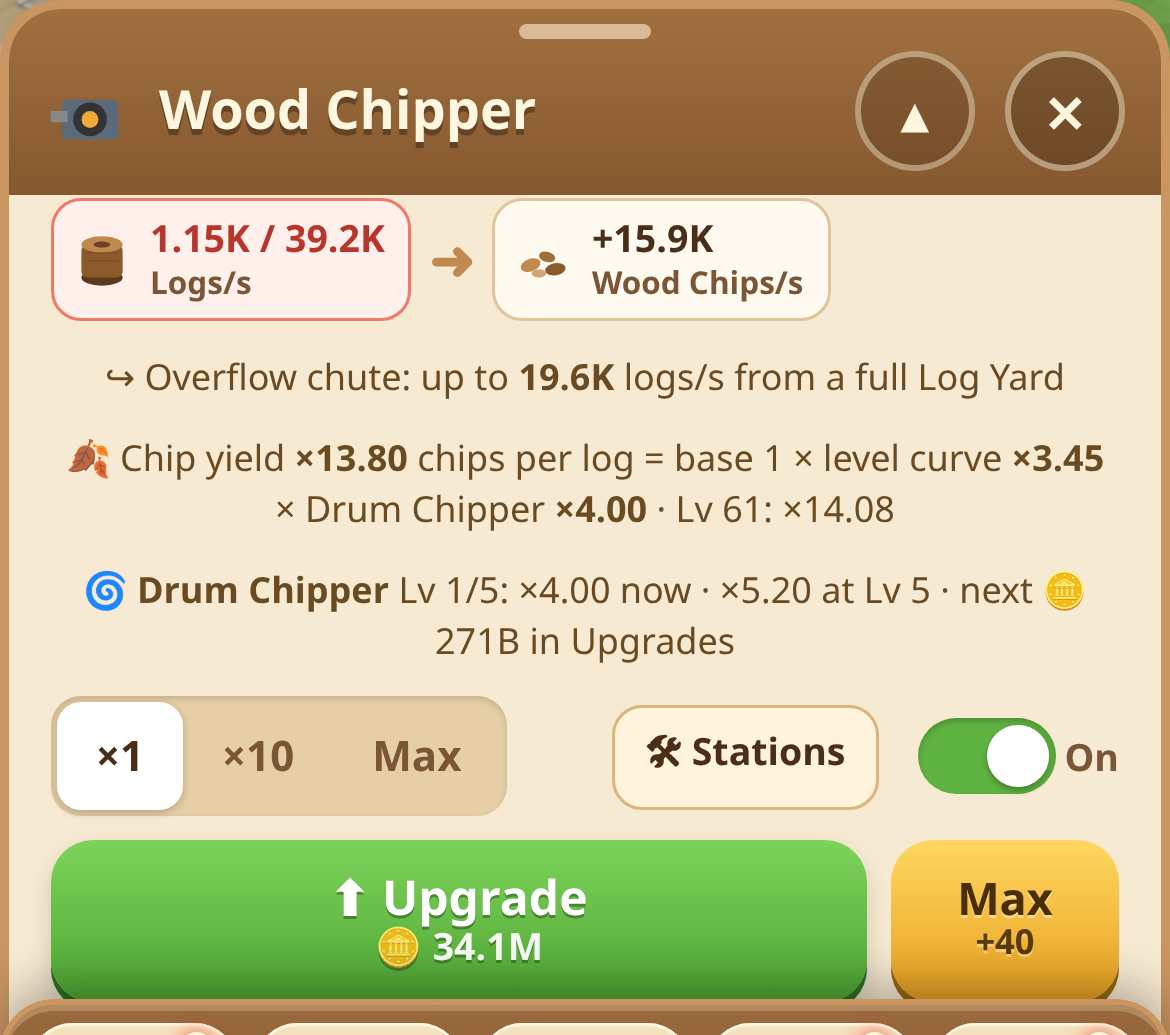 Wood Chipper
▲ ✕
1.15K / 39.2K
Logs/s
➜
+15.9K
Wood Chips/s
↪ Overflow chute: up to 19.6K logs/s from a full Log Yard
🍂 Chip yield ×13.80 chips per log = base 1 × level curve ×3.45
× Drum Chipper ×4.00 · Lv 61: ×14.08
🌀 Drum Chipper Lv 1/5: ×4.00 now · ×5.20 at Lv 5 · next 🪙
271B in Upgrades
×1 ×10 Max
🛠 Stations
On
⬆ Upgrade
🪙 34.1M
Max
+40